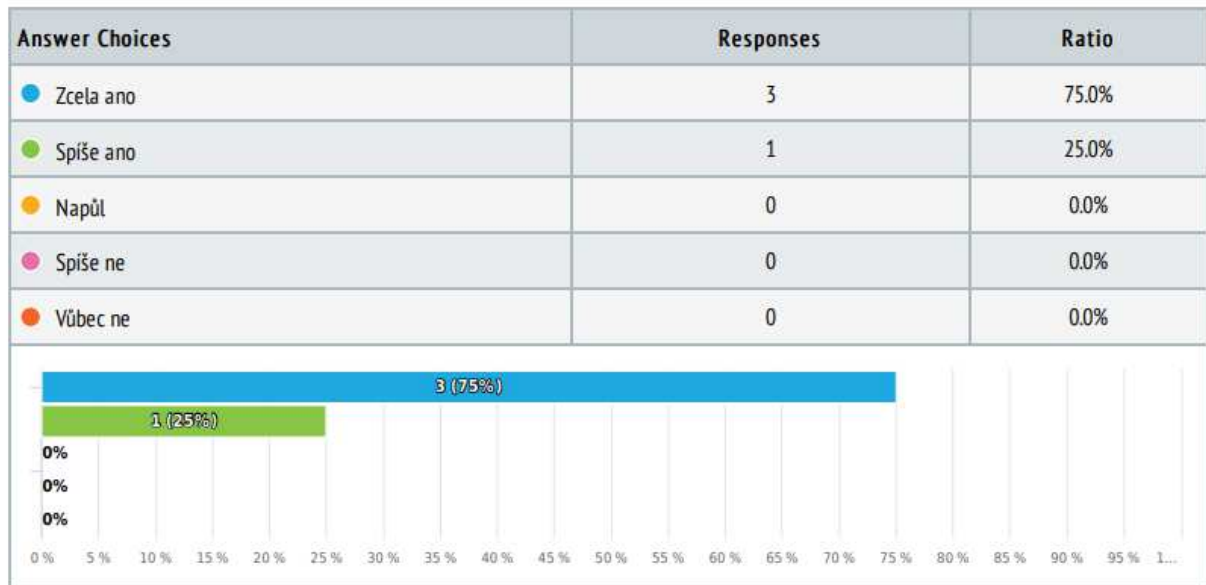 Answer Choices Responses Ratio
Zcela ano 3 75.0%
Spíše ano 1 25.0%
Napůl 0 0.0%
Spíše ne 0 0.0%
Vůbec ne 0 0.0%
3 (75%)
1 (25%)
0%
0%
0%
0 % 5 % 10 % 15 % 20 % 25 % 30 % 35 % 40 % 45 % 50 % 55 % 60 % 65 % 70 % 75 % 80 % 85 % 90 % 95 % 1...